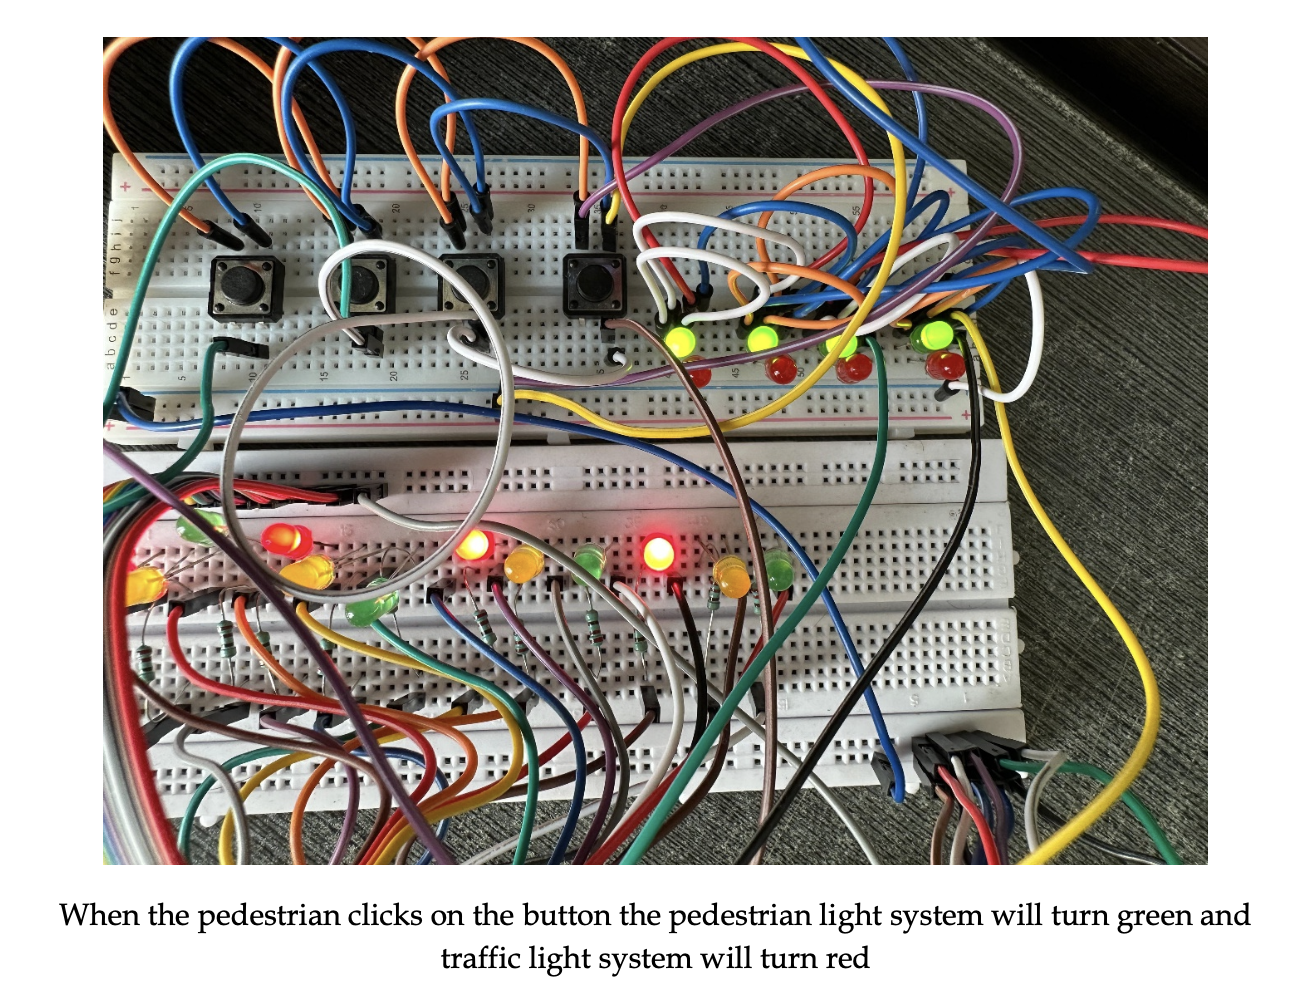 When the pedestrian clicks on the button the pedestrian light system will turn green and
traffic light system will turn red